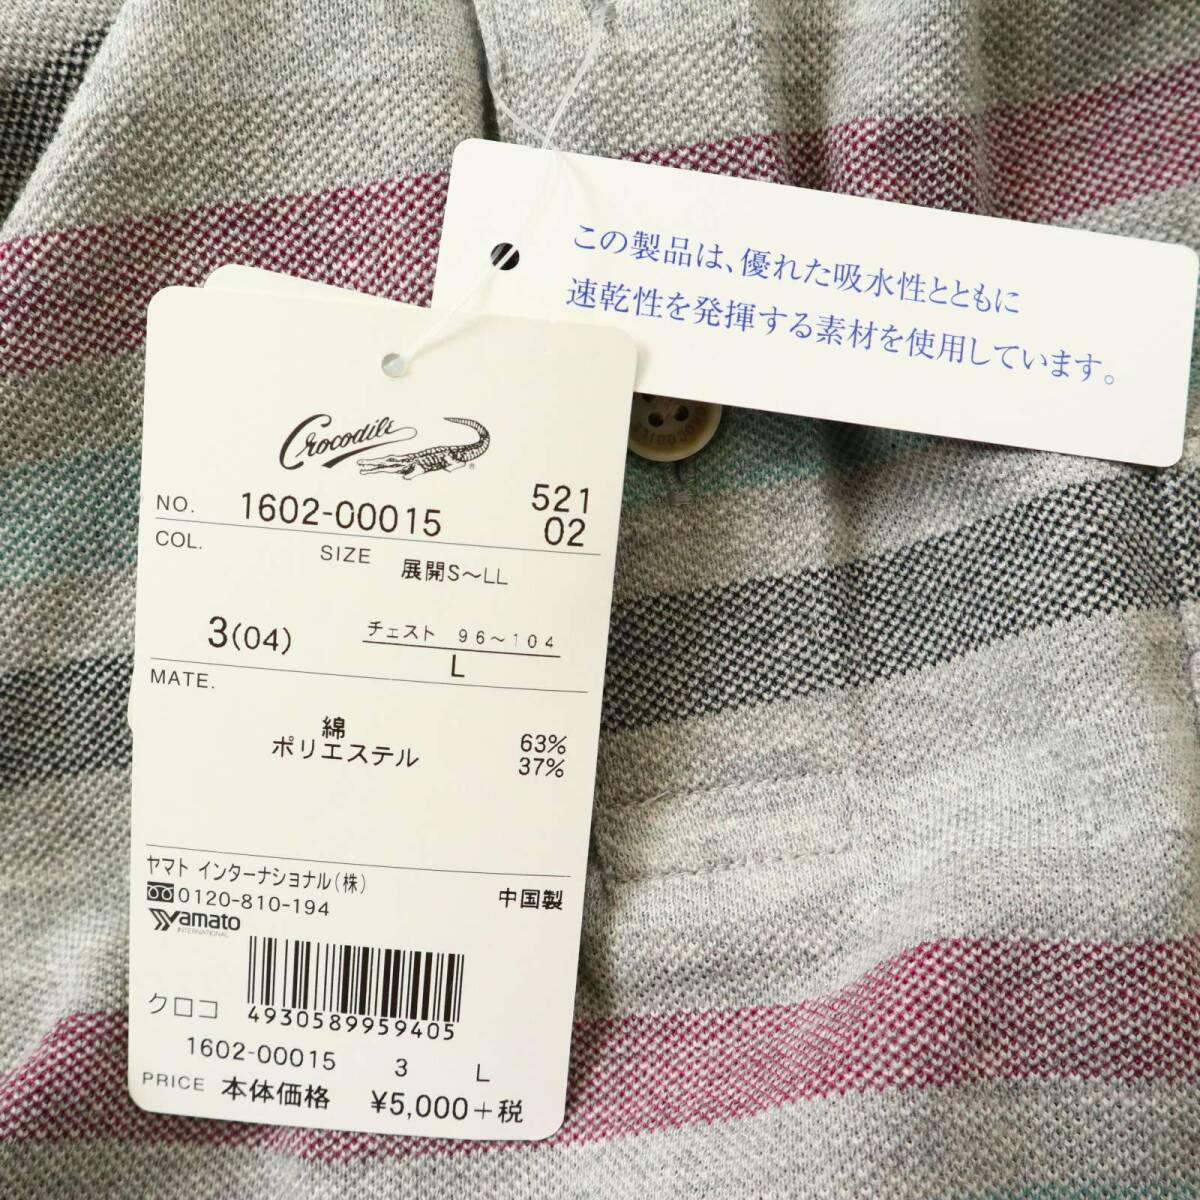 この製品は、優れた吸水性とともに
速乾性を発揮する素材を使用しています。
Crocodile
®
NO. 1602-00015 521
02
COL. SIZE 展開S〜LL
3(04) チェスト 96〜104
L
MATE.
綿 63%
ポリエステル 37%
ヤマト インターナショナル(株)
0120-810-194 中国製
Yamato
INTERNATIONAL
クロコ 4930589959405
1602-00015 3 L
PRICE 本体価格 ¥5,000+税